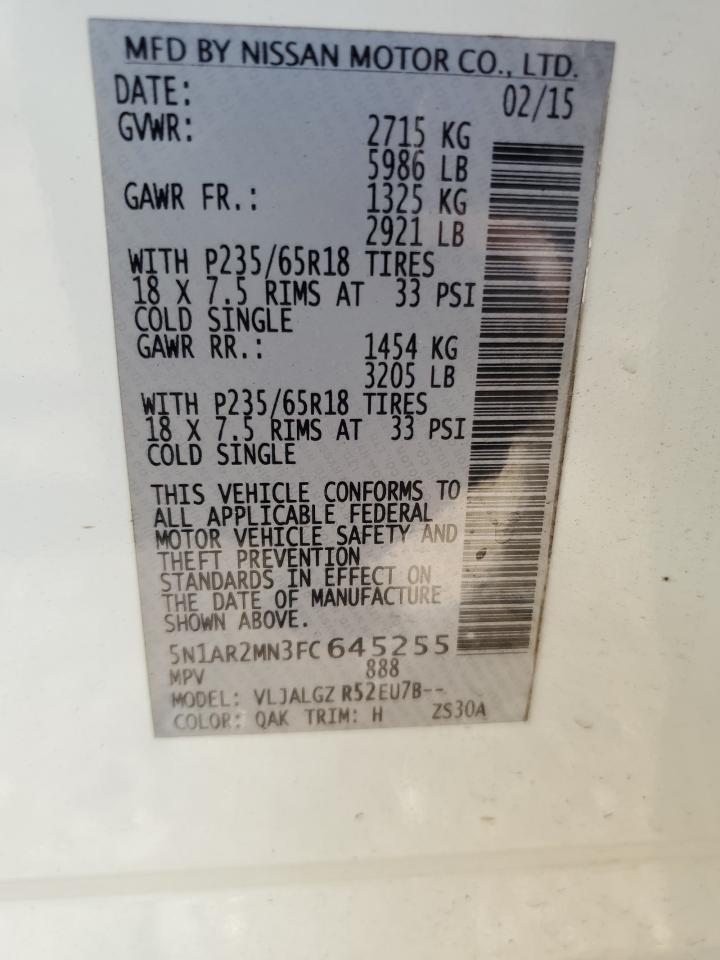 MFD BY NISSAN MOTOR CO., LTD.
DATE: 02/15
GVWR: 2715 KG
5986 LB
GAWR FR.: 1325 KG
2921 LB
WITH P235/65R18 TIRES
18 X 7.5 RIMS AT 33 PSI
COLD SINGLE
GAWR RR.: 1454 KG
3205 LB
WITH P235/65R18 TIRES
18 X 7.5 RIMS AT 33 PSI
COLD SINGLE
THIS VEHICLE CONFORMS TO
ALL APPLICABLE FEDERAL
MOTOR VEHICLE SAFETY AND
THEFT PREVENTION
STANDARDS IN EFFECT ON
THE DATE OF MANUFACTURE
SHOWN ABOVE.
5N1AR2MN3FC645255
MPV 888
MODEL: VLJALGZ R52EU7B--
COLOR: QAK TRIM: H ZS30A